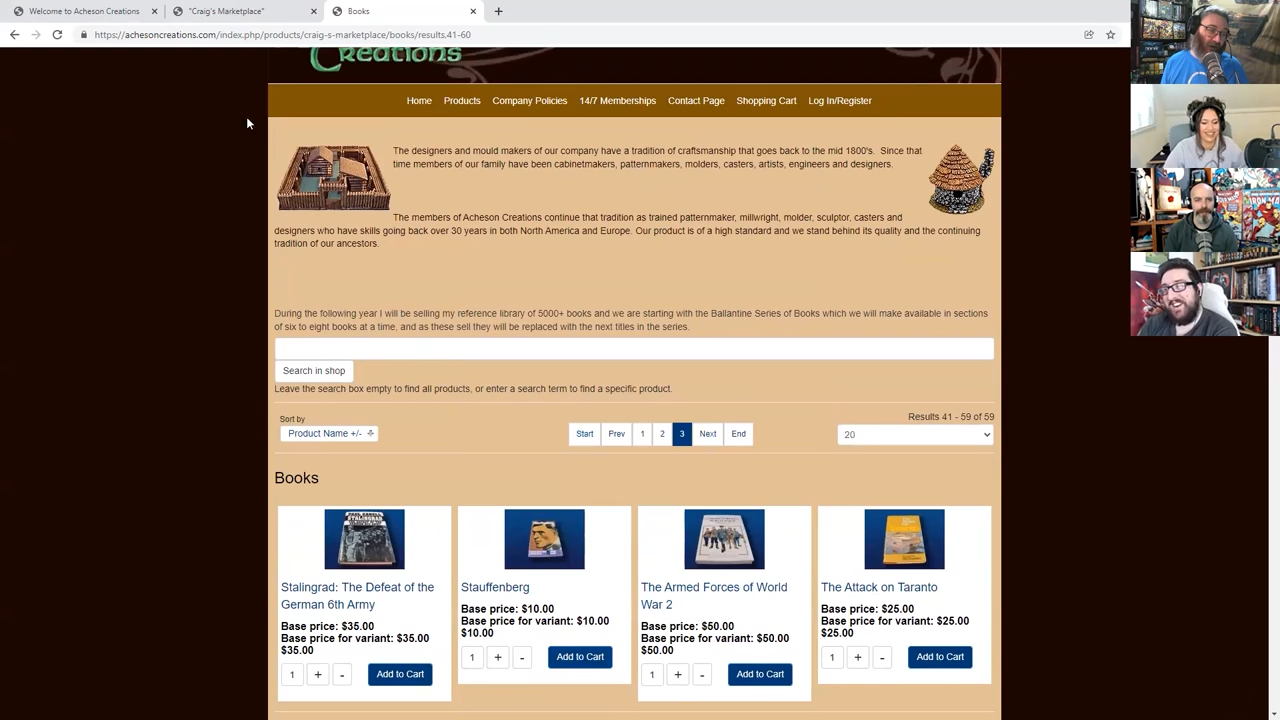 Welcome to Acheson Creations
"Craig's Marketplace"
Books
https://achesoncreations.com/index.php/products/craig-s-marketplace/books/results,41-60
Creations
Home Products Company Policies 14/7 Memberships Contact Page Shopping Cart Log In/Register
The designers and mould makers of our company have a tradition of craftsmanship that goes back to the mid 1800's. Since that
time members of our family have been cabinetmakers, patternmakers, molders, casters, artists, engineers and designers.
The members of Acheson Creations continue that tradition as trained patternmaker, millwright, molder, sculptor, casters and
designers who have skills going back over 30 years in both North America and Europe. Our product is of a high standard and we stand behind its quality and the continuing
tradition of our ancestors.
During the following year I will be selling my reference library of 5000+ books and we are starting with the Ballantine Series of Books which we will make available in sections
of six to eight books at a time, and as these sell they will be replaced with the next titles in the series.
Search in shop
Leave the search box empty to find all products, or enter a search term to find a specific product.
Sort by
Product Name +/-
Start Prev 1 2 3 Next End
Results 41 - 59 of 59
20
Books
STALINGRAD
Stalingrad: The Defeat of the
German 6th Army
Base price: $35.00
Base price for variant: $35.00
$35.00
1 + - Add to Cart
Stauffenberg
Base price: $10.00
Base price for variant: $10.00
$10.00
1 + - Add to Cart
The Armed Forces of World
War 2
Base price: $50.00
Base price for variant: $50.00
$50.00
1 + - Add to Cart
The Attack on Taranto
Base price: $25.00
Base price for variant: $25.00
$25.00
1 + - Add to Cart